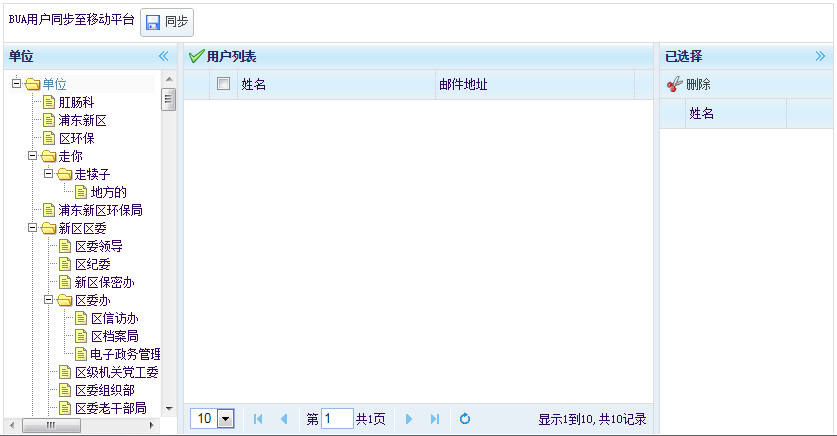 BUA用户同步至移动平台 同步
单位
单位
肛肠科
浦东新区
区环保
走你
走犊子
地方的
浦东新区环保局
新区区委
区委领导
区纪委
新区保密办
区委办
区信访办
区档案局
电子政务管理
区级机关党工委
区委组织部
区委老干部局
用户列表
姓名 邮件地址
10 第 1 共1页 显示1到10,共10记录
已选择
删除
姓名